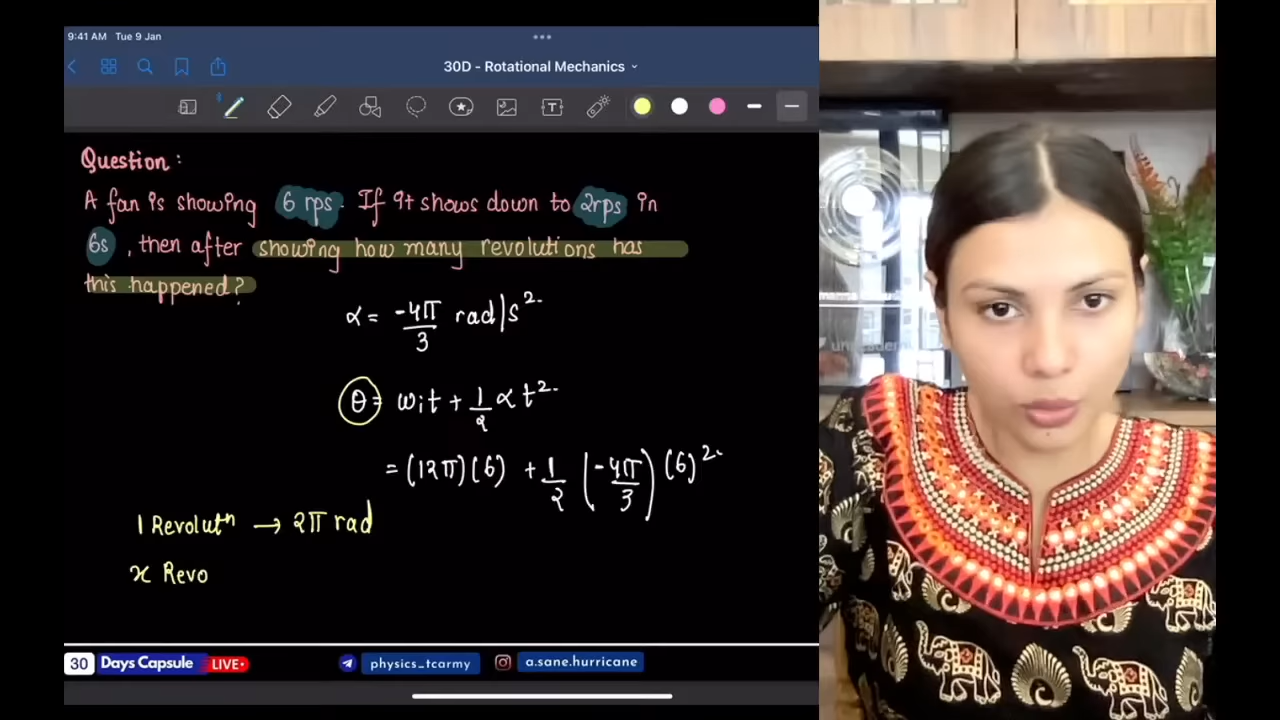 9:41 AM Tue 9 Jan
30D - Rotational Mechanics
Question :
A fan is showing 6 rps. If It shows down to 2rps in
6s, then after showing how many revolutions has
this happened?
α = -4π/3 rad/s²
θ = ωit + 1/2 αt²
= (12π)(6) + 1/2 (-4π/3)(6)²
1 Revolutn → 2π rad
x Revo
30 Days Capsule LIVE
physics_tcarmy
a.sane.hurricane